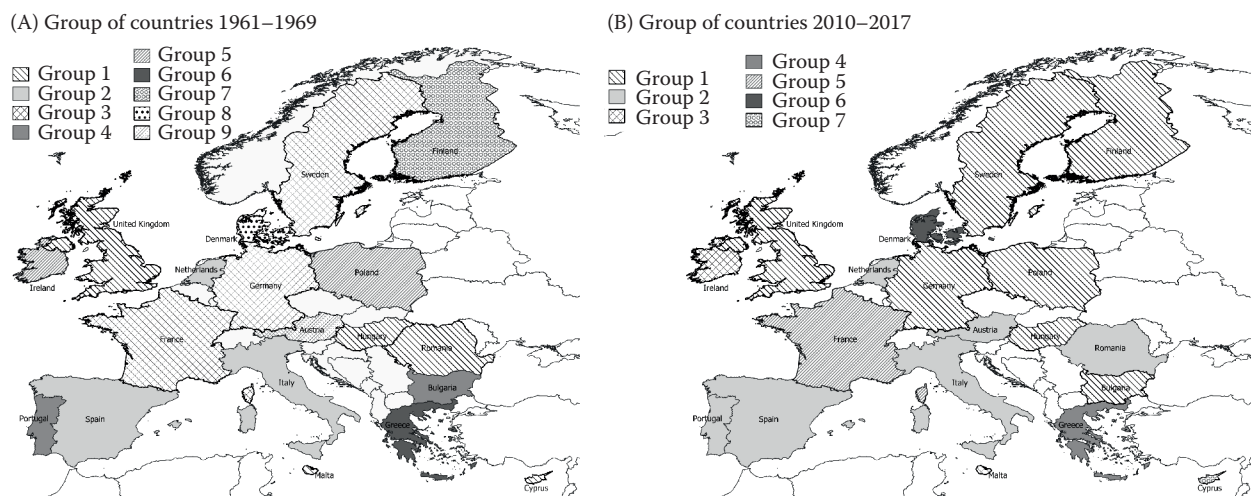 (A) Group of countries 1961–1969
Group 1
Group 2
Group 3
Group 4
Group 5
Group 6
Group 7
Group 8
Group 9
Finland
Sweden
United Kingdom
Denmark
Ireland
Netherlands
Poland
Germany
Austria
France
Hungary
Romania
Italy
Bulgaria
Portugal
Spain
Greece
Malta
Cyprus
(B) Group of countries 2010–2017
Group 1
Group 2
Group 3
Group 4
Group 5
Group 6
Group 7
Finland
Sweden
United Kingdom
Denmark
Ireland
Netherlands
Poland
Germany
Austria
France
Hungary
Romania
Italy
Bulgaria
Portugal
Spain
Greece
Malta
Cyprus